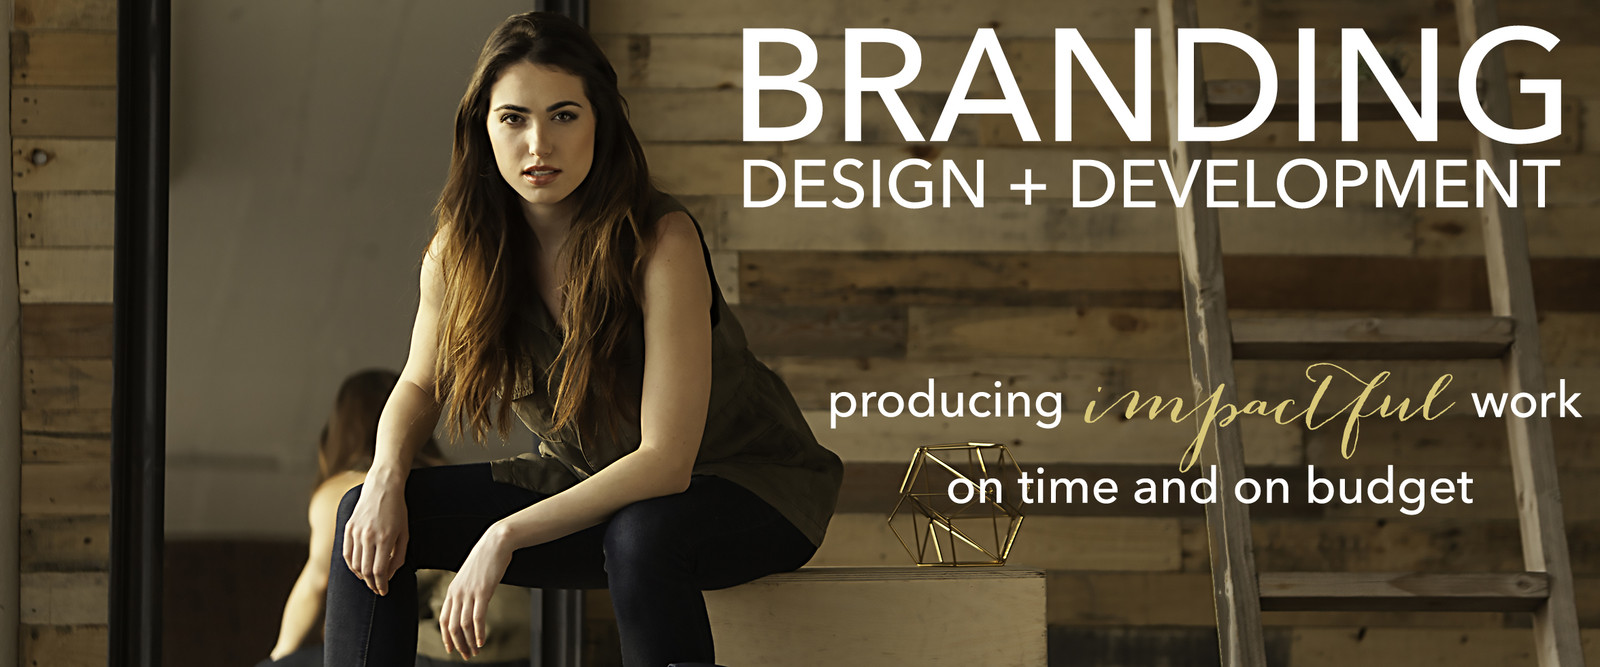 BRANDING
DESIGN + DEVELOPMENT
producing impactful work
on time and on budget